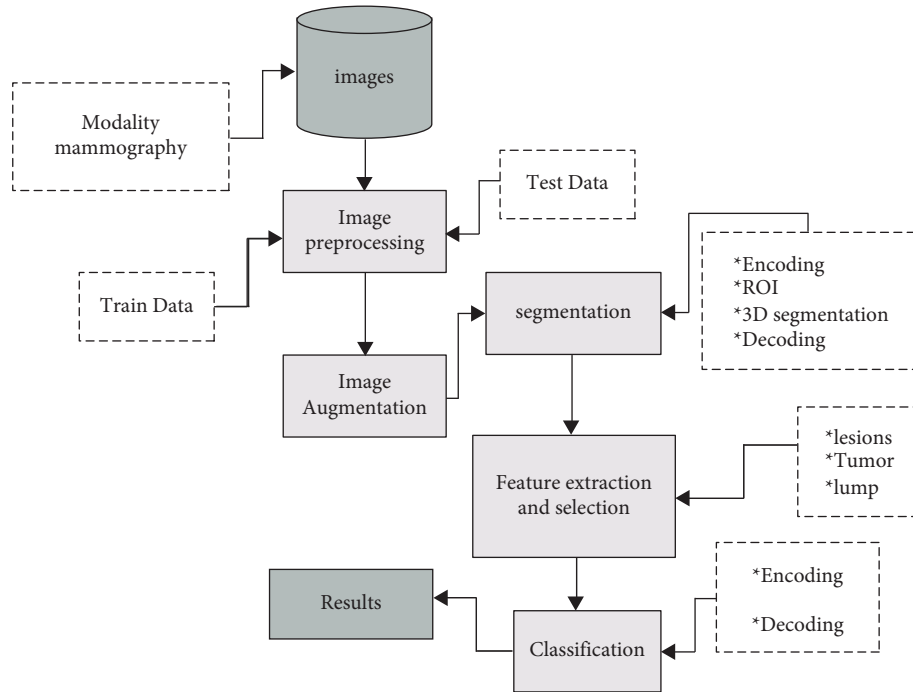 images
Modality
mammography
Test Data
Image
preprocessing
Train Data
*Encoding
*ROI
*3D segmentation
*Decoding
segmentation
Image
Augmentation
*lesions
*Tumor
*lump
Feature extraction
and selection
*Encoding
*Decoding
Results
Classification